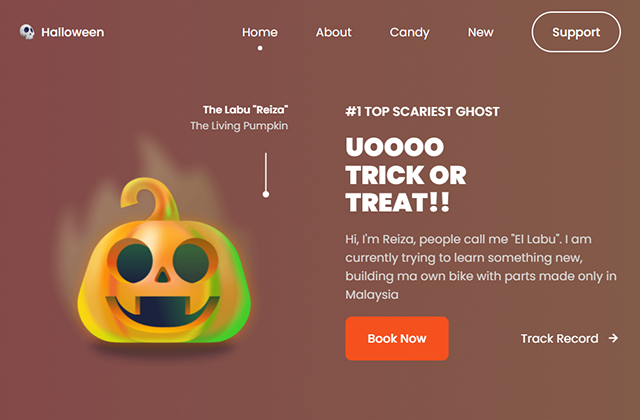 Halloween
Home
About
Candy
New
Support
The Labu "Reiza"
The Living Pumpkin
#1 TOP SCARIEST GHOST
UOOOO
TRICK OR
TREAT!!
Hi, I'm Reiza, people call me "El Labu". I am
currently trying to learn something new,
building ma own bike with parts made only in
Malaysia
Book Now
Track Record